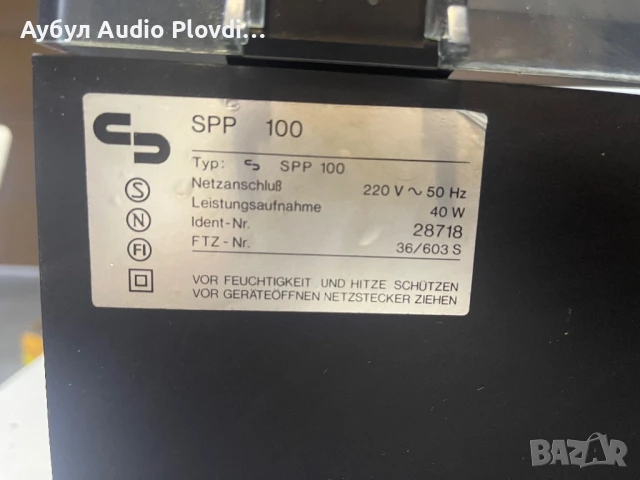 Аубул Audio Plovdi...
SPP 100
Typ: SPP 100
Netzanschluß 220 V ~ 50 Hz
Leistungsaufnahme 40 W
Ident-Nr. 28718
FTZ-Nr. 36/603 S
S
N
FI
VOR FEUCHTIGKEIT UND HITZE SCHÜTZEN
VOR GERÄTEÖFFNEN NETZSTECKER ZIEHEN
BAZAR